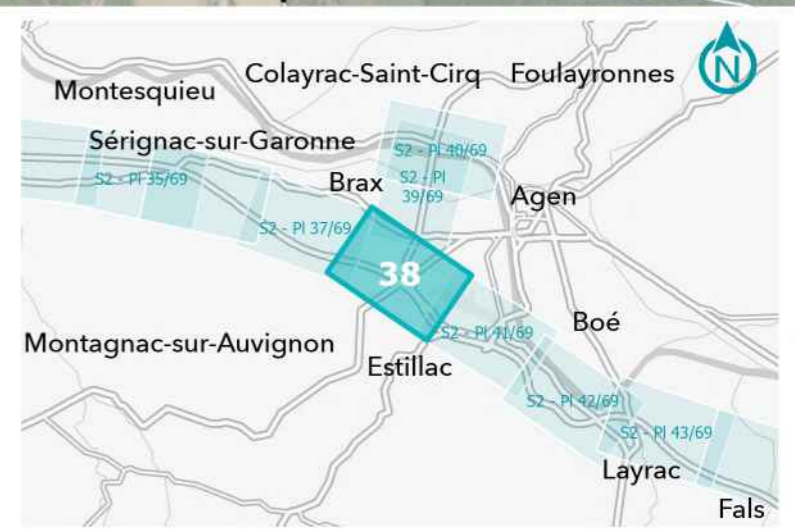 N
Colayrac-Saint-Cirq Foulayronnes
Montesquieu
Sérignac-sur-Garonne
S2 - Pl 40/69
S2 - Pl 35/69
Brax
S2 - Pl
39/69
Agen
S2 - Pl 37/69
38
Boé
S2 - Pl 41/69
Montagnac-sur-Auvignon
Estillac
S2 - Pl 42/69
S2 - Pl 43/69
Layrac
Fals